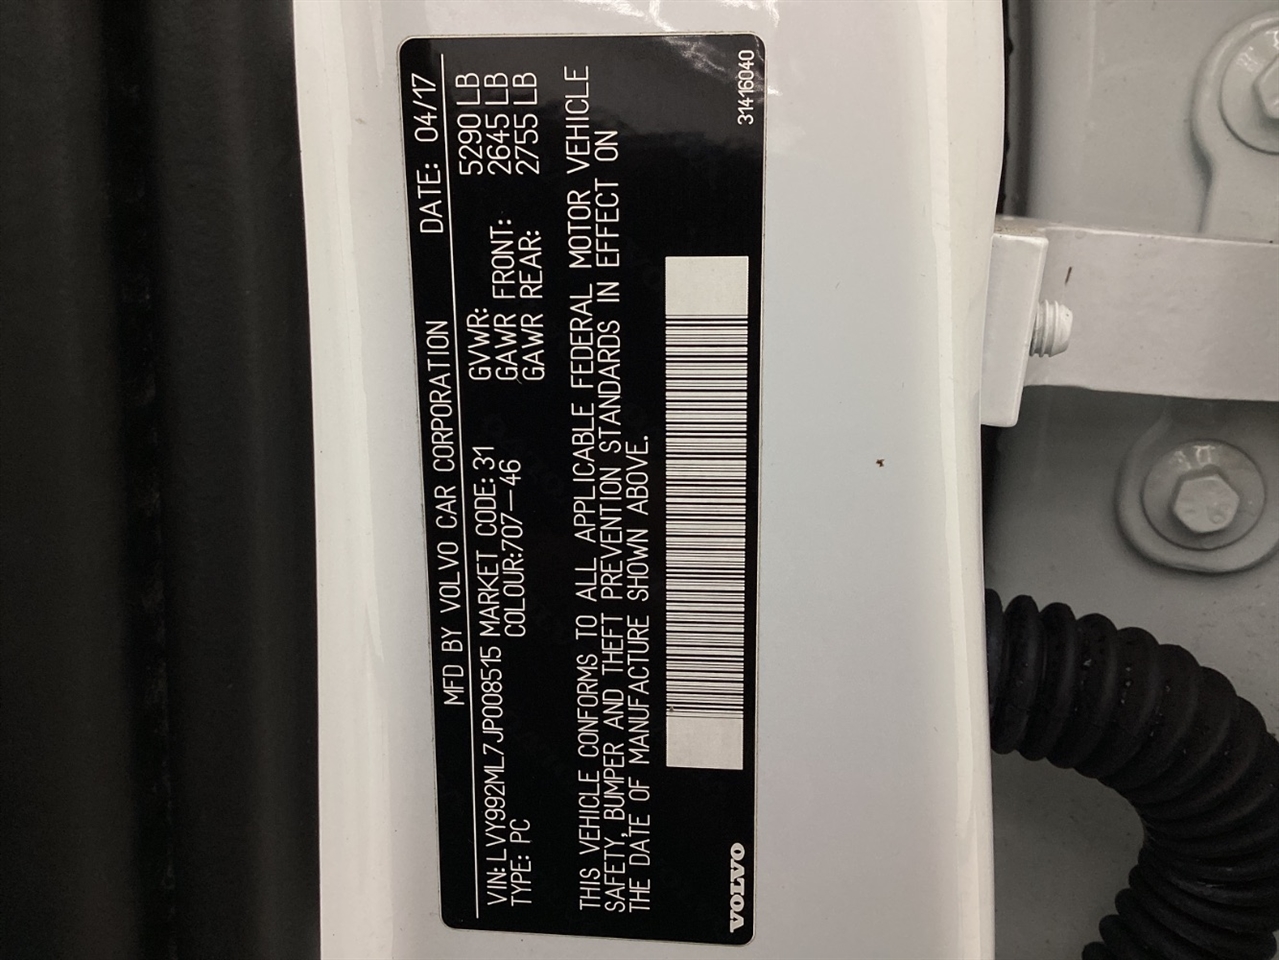 MFD BY VOLVO CAR CORPORATION DATE: 04/17
VIN: LVY992ML7JP008515 MARKET CODE: 31 GVWR: 5290 LB
TYPE: PC COLOUR: 707-46 GAWR FRONT: 2645 LB
GAWR REAR: 2755 LB
THIS VEHICLE CONFORMS TO ALL APPLICABLE FEDERAL MOTOR VEHICLE
SAFETY, BUMPER AND THEFT PREVENTION STANDARDS IN EFFECT ON
THE DATE OF MANUFACTURE SHOWN ABOVE.
VOLVO 31416040